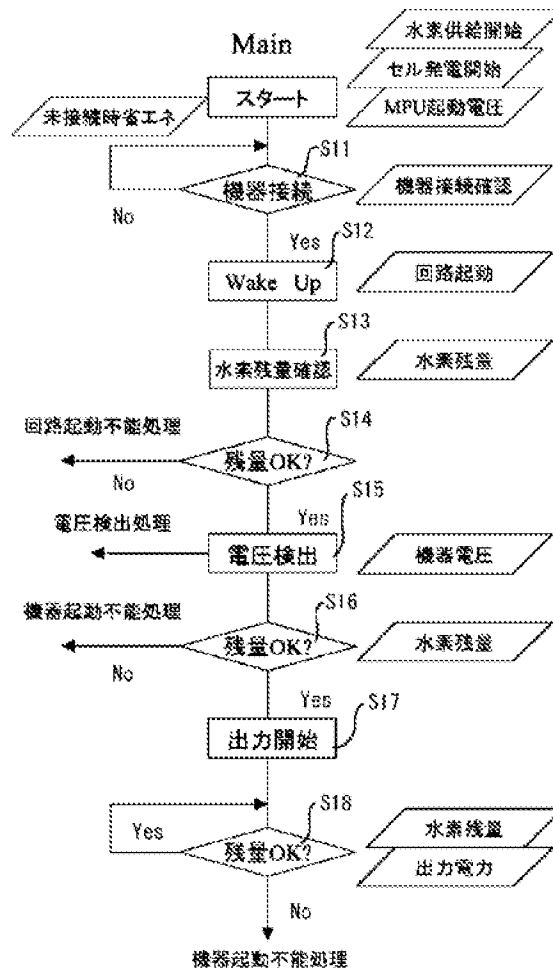 水素供給開始
Main
セル発電開始
スタート
MPU起動電圧
未接続時省エネ
S11
機器接続
機器接続確認
No
Yes
S12
Wake Up
回路起動
S13
水素残量確認
水素残量
回路起動不能処理
S14
残量OK?
No
Yes
S15
電圧検出処理
電圧検出
機器電圧
機器起動不能処理
S16
残量OK?
水素残量
No
Yes
S17
出力開始
S18
Yes
残量OK?
水素残量
出力電力
No
機器起動不能処理